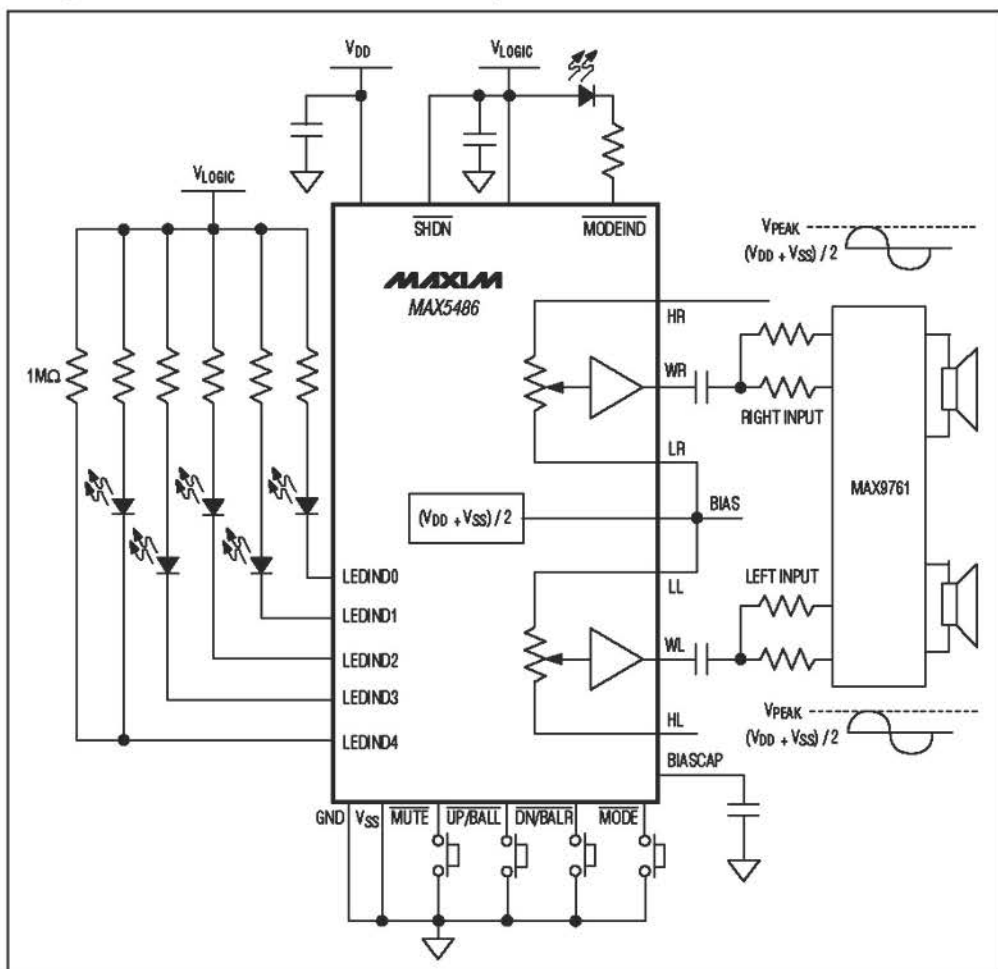 VDD
VLOGIC
VLOGIC
SHDN
MODEIND
VPEAK
(VDD + VSS) / 2
MAXIM
MAX5486
HR
1MΩ
WR
RIGHT INPUT
LR
MAX9761
(VDD + VSS) / 2
BIAS
LEDIND0
LL
LEFT INPUT
LEDIND1
WL
LEDIND2
LEDIND3
HL
VPEAK
(VDD + VSS) / 2
LEDIND4
BIASCAP
GND
VSS
MUTE
UP/BALL
DN/BALR
MODE